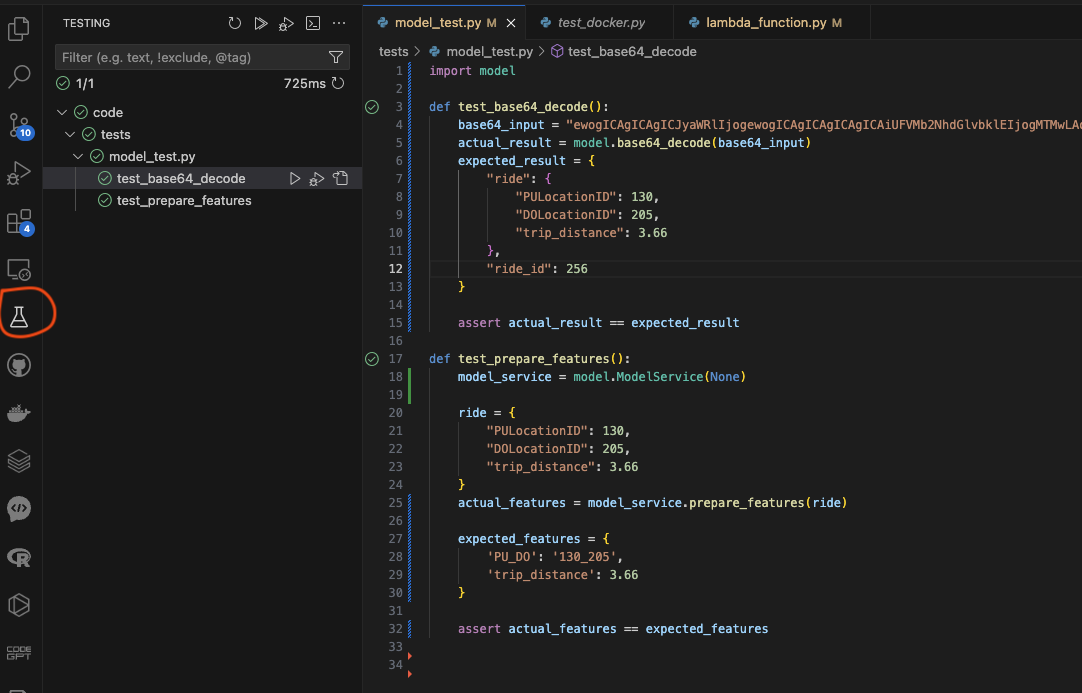 TESTING
Filter (e.g. text, !exclude, @tag)
1/1
725ms
code
tests
model_test.py
test_base64_decode
test_prepare_features
10
4
CODE
GPT
model_test.py M
test_docker.py
lambda_function.py M
tests > model_test.py > test_base64_decode
1 import model
2
3 def test_base64_decode():
4 base64_input = "ewogICAgICAgICJyaWRlIjogewogICAgICAgICAgICAiUFVMb2NhdGlvbklEIjogMTMwLAo
5 actual_result = model.base64_decode(base64_input)
6 expected_result = {
7 "ride": {
8 "PULocationID": 130,
9 "DOLocationID": 205,
10 "trip_distance": 3.66
11 },
12 "ride_id": 256
13 }
14
15 assert actual_result == expected_result
16
17 def test_prepare_features():
18 model_service = model.ModelService(None)
19
20 ride = {
21 "PULocationID": 130,
22 "DOLocationID": 205,
23 "trip_distance": 3.66
24 }
25 actual_features = model_service.prepare_features(ride)
26
27 expected_features = {
28 'PU_DO': '130_205',
29 'trip_distance': 3.66
30 }
31
32 assert actual_features == expected_features
33
34